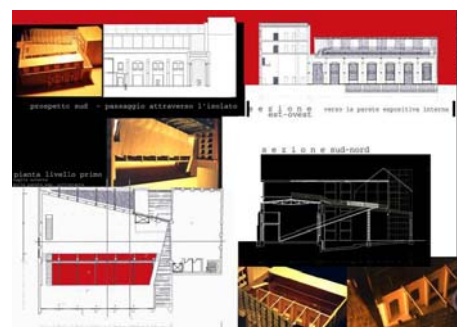 prospetto sud - passaggio attraverso l'isolato
sezione
est-ovest
verso la parete espositiva interna
sezione sud-nord
pianta livello primo